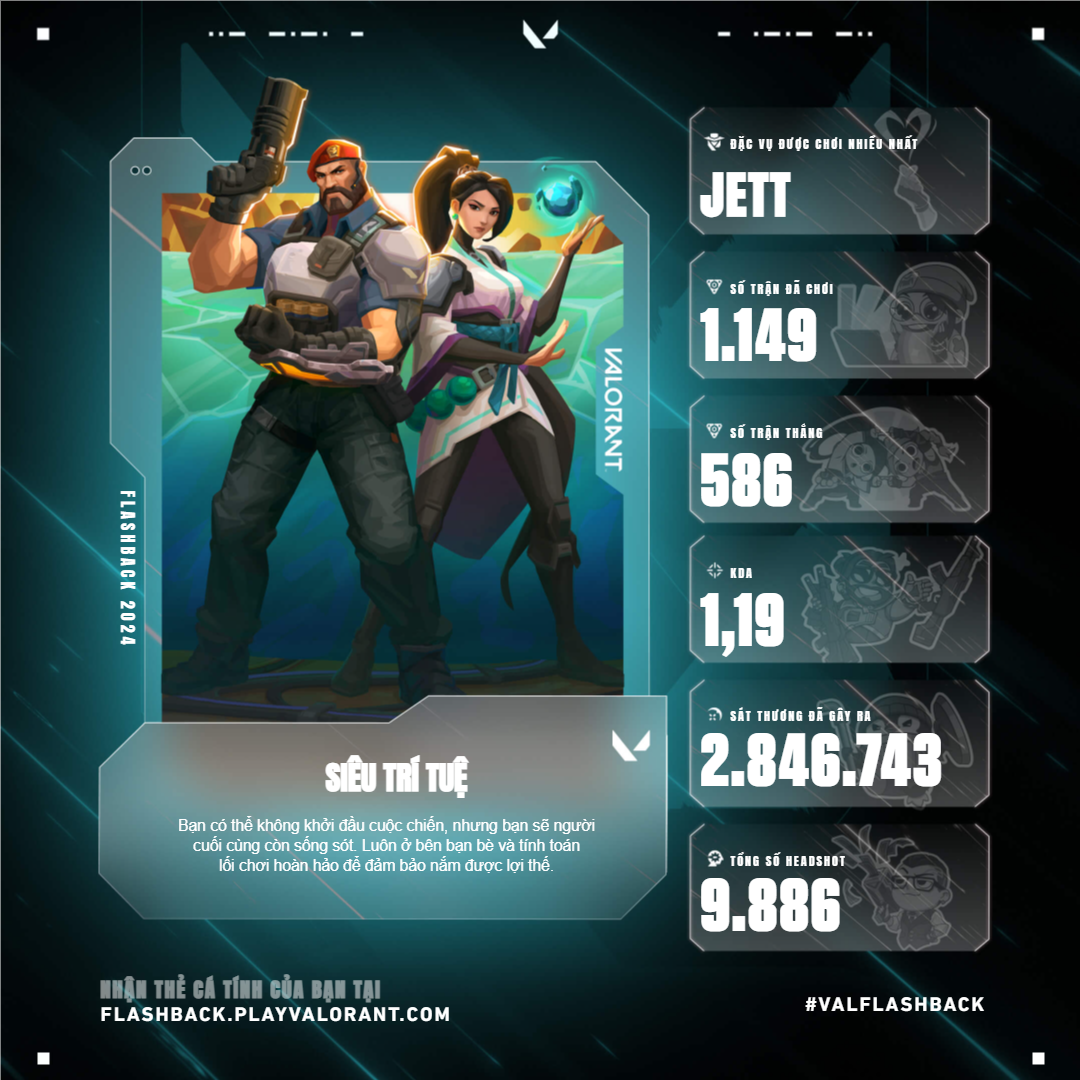 FLASHBACK 2024
VALORANT
SIÊU TRÍ TUỆ
Bạn có thể không khởi đầu cuộc chiến, nhưng bạn sẽ người
cuối cùng còn sống sót. Luôn ở bên bạn bè và tính toán
lối chơi hoàn hảo để đảm bảo nắm được lợi thế.
ĐẶC VỤ ĐƯỢC CHƠI NHIỀU NHẤT
JETT
SỐ TRẬN ĐÃ CHƠI
1.149
SỐ TRẬN THẮNG
586
KDA
1,19
SÁT THƯƠNG ĐÃ GÂY RA
2.846.743
TỔNG SỐ HEADSHOT
9.886
NHẬN THẺ CÁ TÍNH CỦA BẠN TẠI
FLASHBACK.PLAYVALORANT.COM
#VALFLASHBACK